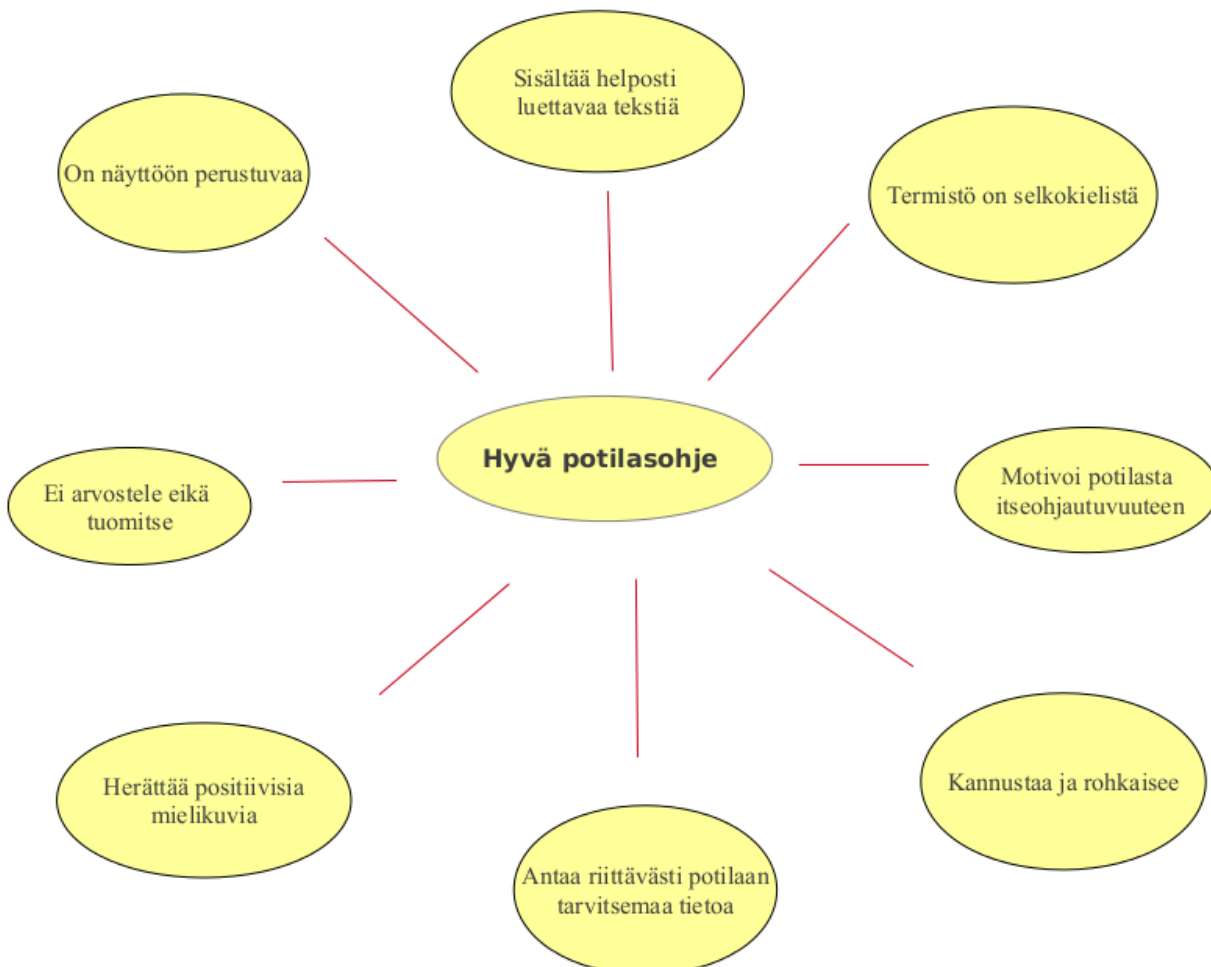 Sisältää helposti
luettavaa tekstiä
On näyttöön perustuvaa
Termistö on selkokielistä
Hyvä potilasohje
Ei arvostele eikä
tuomitse
Motivoi potilasta
itseohjautuvuuteen
Herättää positiivisia
mielikuvia
Kannustaa ja rohkaisee
Antaa riittävästi potilaan
tarvitsemaa tietoa